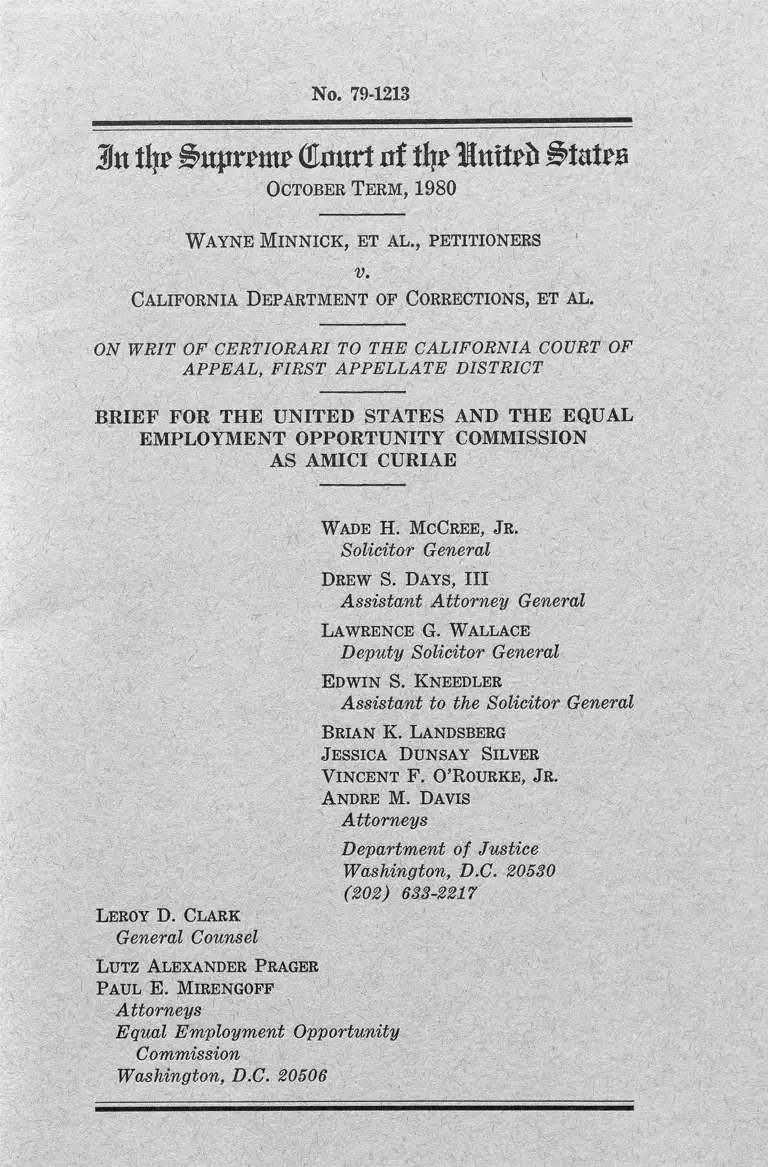 No. 79-1213
In the Supreme Court of the United States
OCTOBER TERM, 1980
WAYNE MINNICK, ET AL., PETITIONERS
v.
CALIFORNIA DEPARTMENT OF CORRECTIONS, ET AL.
ON WRIT OF CERTIORARI TO THE CALIFORNIA COURT OF
APPEAL, FIRST APPELLATE DISTRICT
BRIEF FOR THE UNITED STATES AND THE EQUAL
EMPLOYMENT OPPORTUNITY COMMISSION
AS AMICI CURIAE
WADE H. MCCREE, JR.
Solicitor General
DREW S. DAYS, III
Assistant Attorney General
LAWRENCE G. WALLACE
Deputy Solicitor General
EDWIN S. KNEEDLER
Assistant to the Solicitor General
BRIAN K. LANDSBERG
JESSICA DUNSAY SILVER
VINCENT F. O'ROURKE, JR.
ANDRE M. DAVIS
Attorneys
Department of Justice
Washington, D.C. 20530
(202) 633-2217
LEROY D. CLARK
General Counsel
LUTZ ALEXANDER PRAGER
PAUL E. MIRENGOFF
Attorneys
Equal Employment Opportunity
Commission
Washington, D.C. 20506